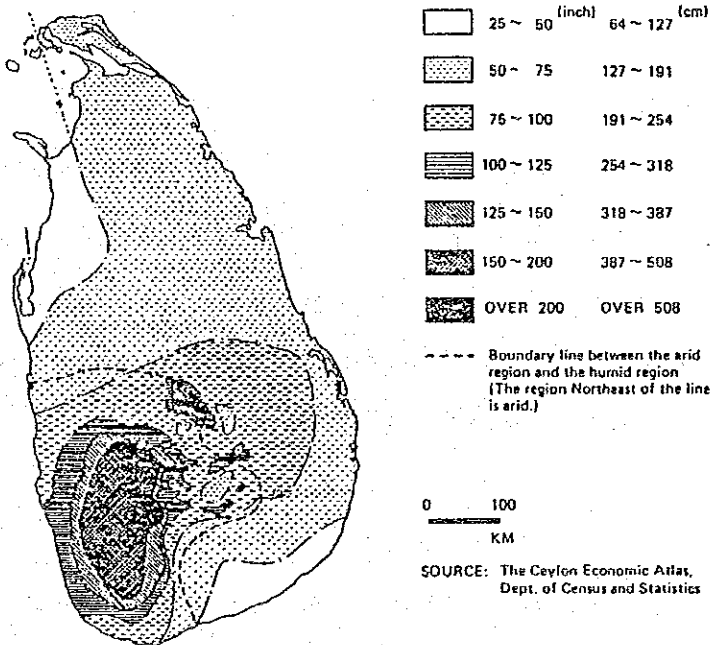 (inch) (cm)
25 ~ 50 64 ~ 127
50 ~ 75 127 ~ 191
75 ~ 100 191 ~ 254
100 ~ 125 254 ~ 318
125 ~ 150 318 ~ 387
150 ~ 200 387 ~ 508
OVER 200 OVER 508
Boundary line between the arid
region and the humid region
(The region Northeast of the line
is arid.)
0 100
KM
SOURCE: The Ceylon Economic Atlas,
Dept. of Census and Statistics